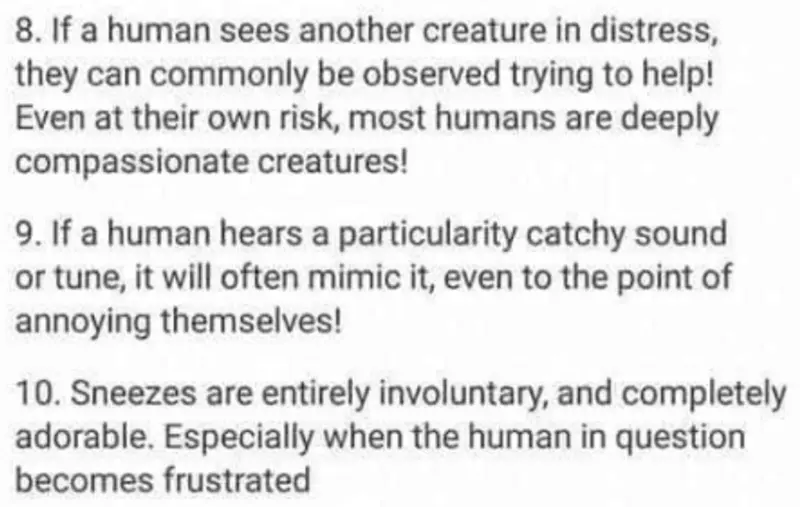 8. If a human sees another creature in distress,
they can commonly be observed trying to help!
Even at their own risk, most humans are deeply
compassionate creatures!
9. If a human hears a particularity catchy sound
or tune, it will often mimic it, even to the point of
annoying themselves!
10. Sneezes are entirely involuntary, and completely
adorable. Especially when the human in question
becomes frustrated